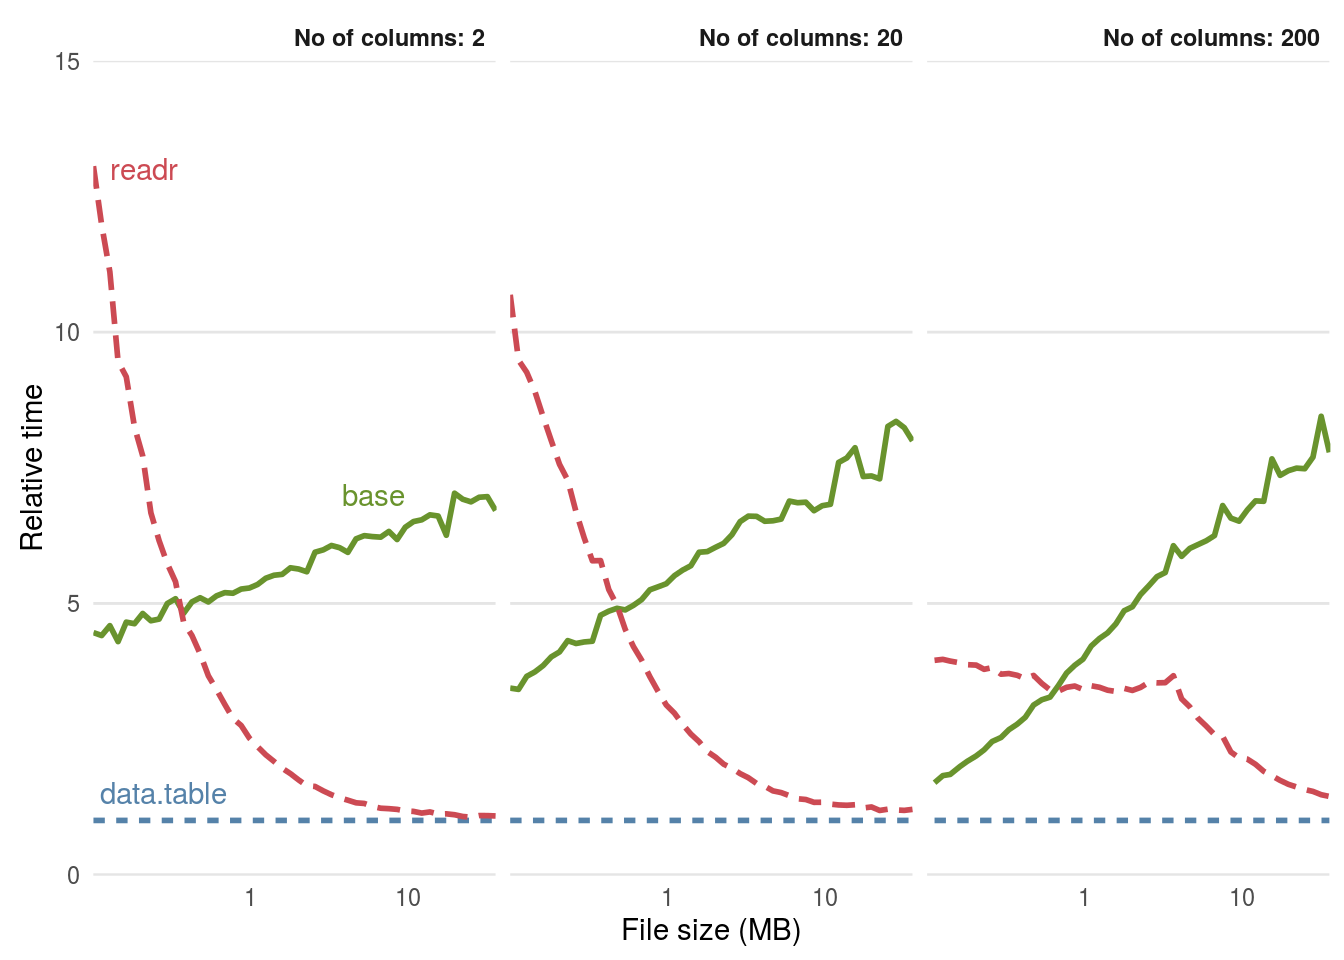 No of columns: 2
No of columns: 20
No of columns: 200
15
10
5
0
Relative time
readr
base
data.table
1
10
1
10
1
10
File size (MB)